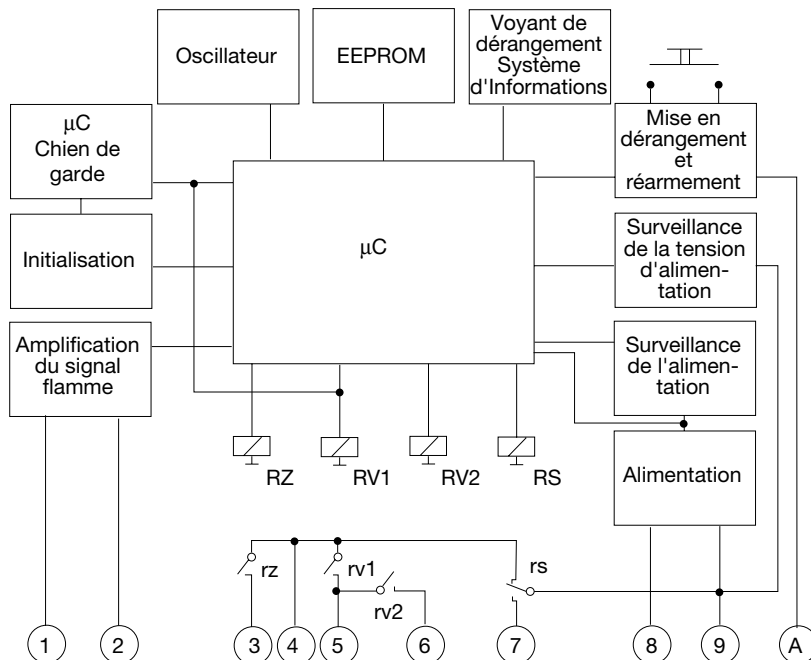 Oscillateur
EEPROM
Voyant de
dérangement
Système
d'Informations
µC
Chien de
garde
Mise en
dérangement
et
réarmement
µC
Initialisation
Surveillance
de la tension
d'alimen-
tation
Amplification
du signal
flamme
Surveillance
de l'alimen-
tation
RZ
RV1
RV2
RS
Alimentation
rz
rv1
rv2
rs
1
2
3
4
5
6
7
8
9
A